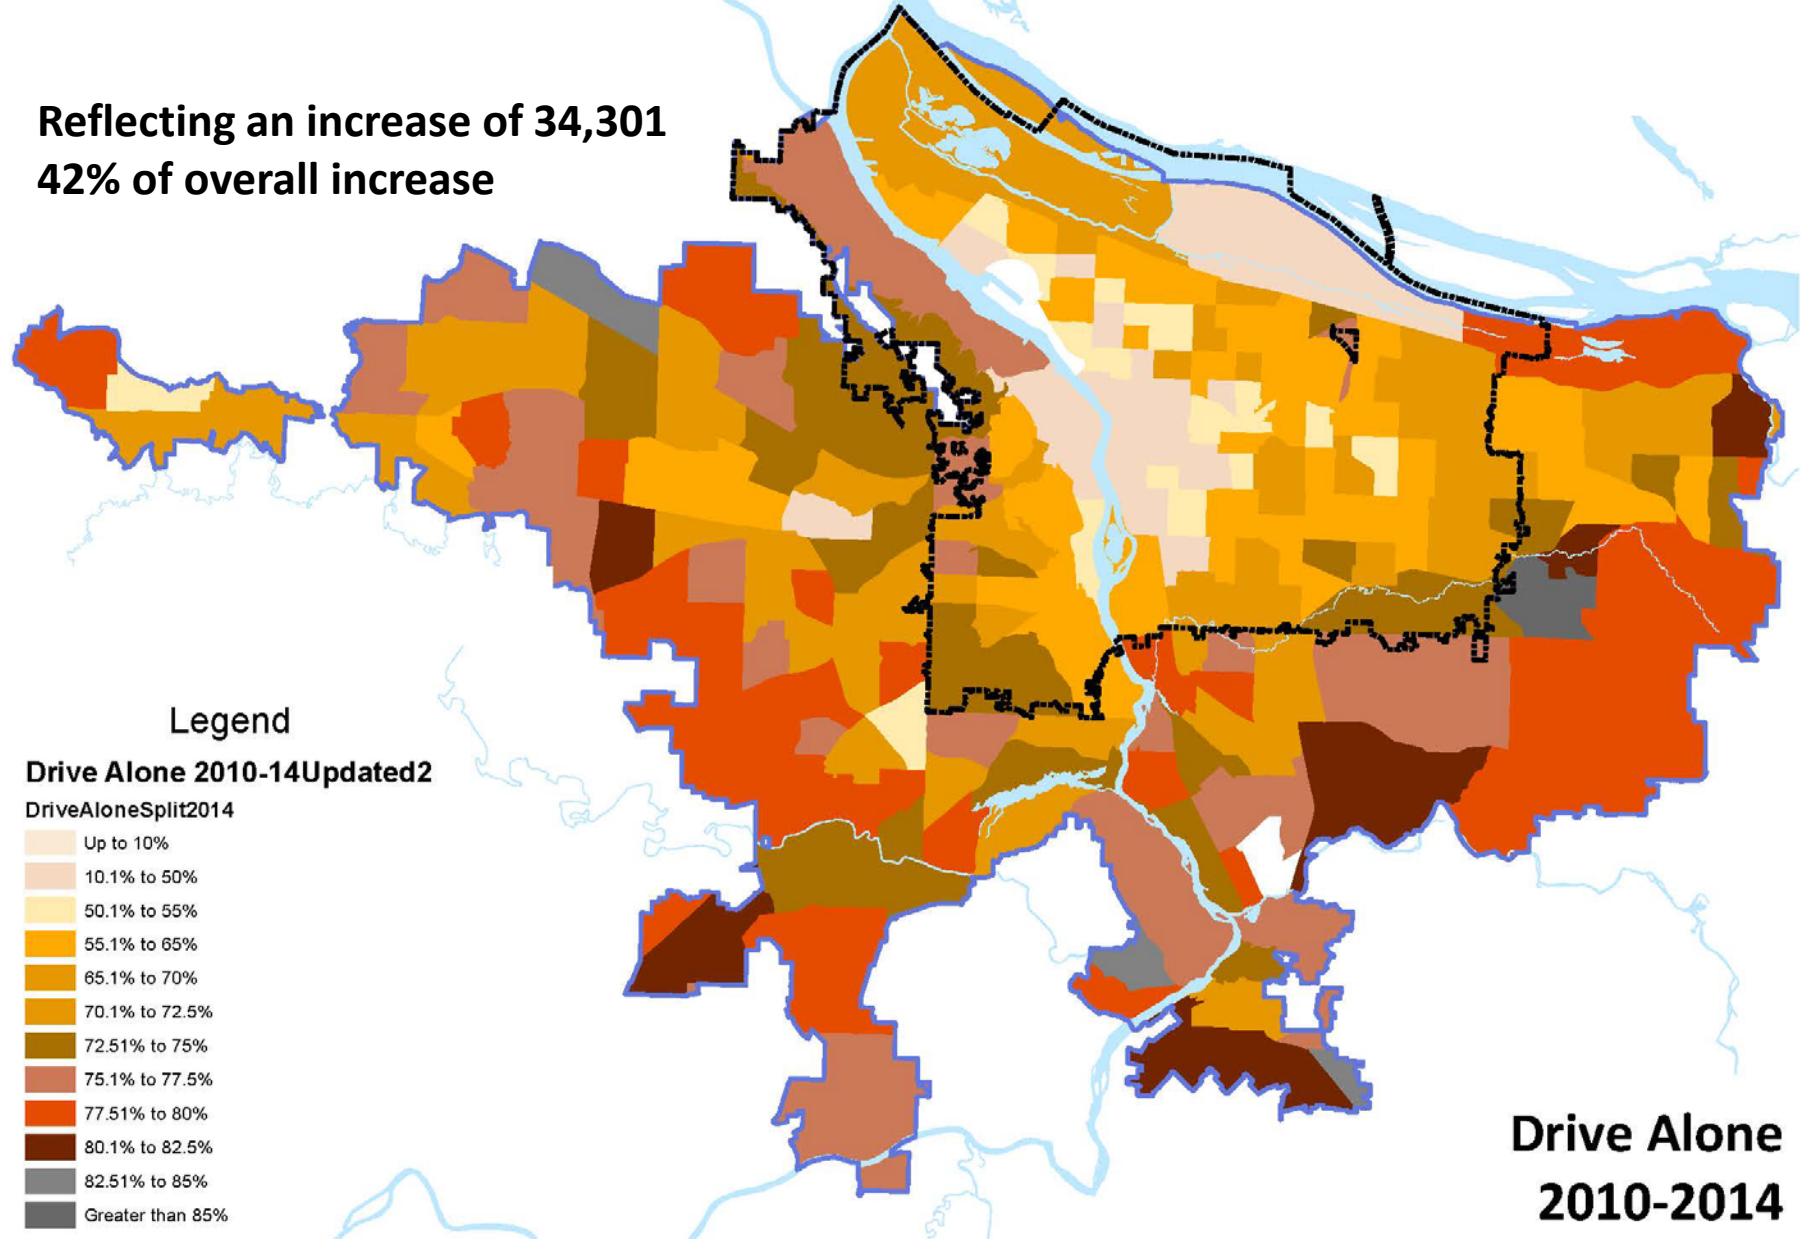 Reflecting an increase of 34,301
42% of overall increase
Legend
Drive Alone 2010-14Updated2
DriveAloneSplit2014
Up to 10%
10.1% to 50%
50.1% to 55%
55.1% to 65%
65.1% to 70%
70.1% to 72.5%
72.51% to 75%
75.1% to 77.5%
77.51% to 80%
80.1% to 82.5%
82.51% to 85%
Greater than 85%
Drive Alone
2010-2014